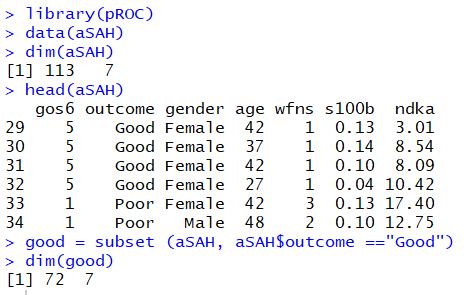 > library(pROC)
> data(aSAH)
> dim(aSAH)
[1] 113   7
> head(aSAH)
   gos6 outcome gender age wfns s100b  ndka
29    5    Good Female  42    1  0.13  3.01
30    5    Good Female  37    1  0.14  8.54
31    5    Good Female  42    1  0.10  8.09
32    5    Good Female  27    1  0.04 10.42
33    1    Poor Female  42    3  0.13 17.40
34    1    Poor   Male  48    2  0.10 12.75
> good = subset (aSAH, aSAH$outcome =="Good")
> dim(good)
[1] 72  7